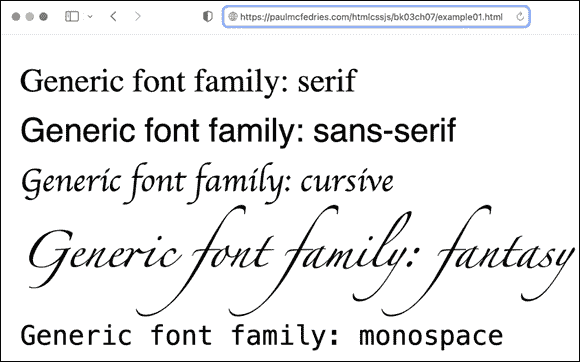 https://paulmcfedries.com/htmlcssjs/bk03ch07/example01.html
Generic font family: serif
Generic font family: sans-serif
Generic font family: cursive
Generic font family: fantasy
Generic font family: monospace